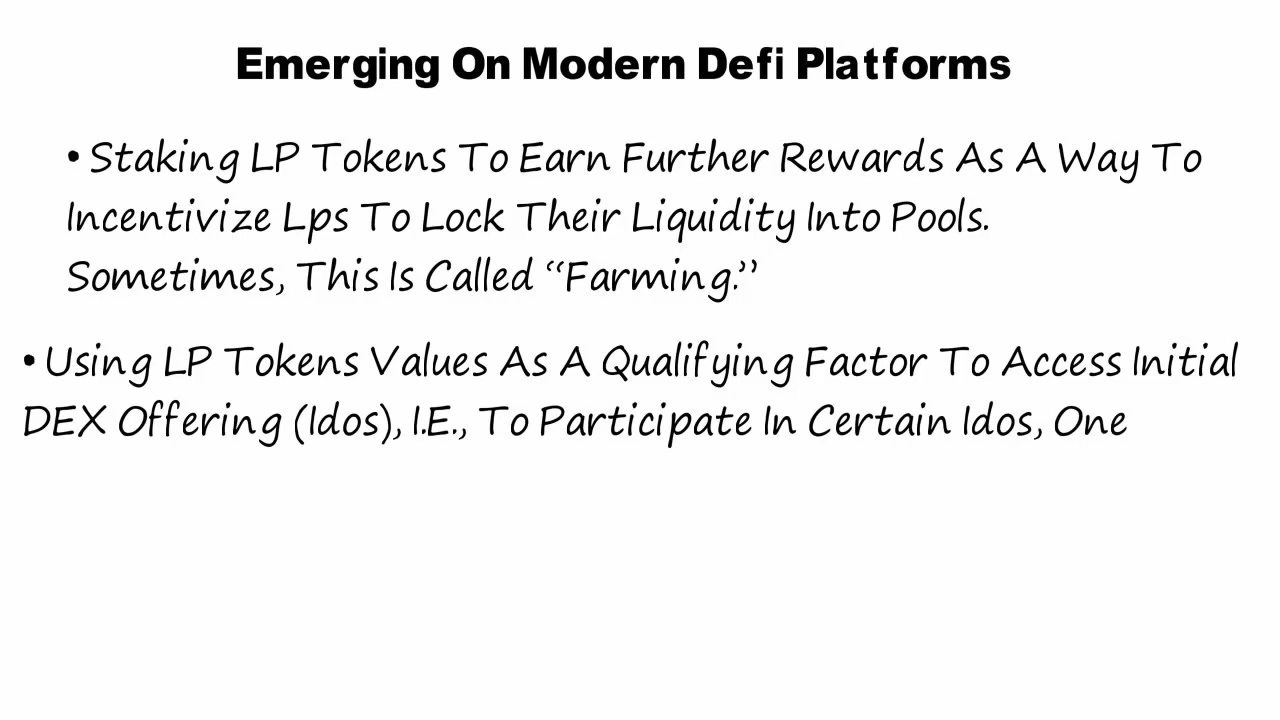 Emerging On Modern Defi Platforms
• Staking LP Tokens To Earn Further Rewards As A Way To
Incentivize Lps To Lock Their Liquidity Into Pools.
Sometimes, This Is Called “Farming.”
• Using LP Tokens Values As A Qualifying Factor To Access Initial
DEX Offering (Idos), I.E., To Participate In Certain Idos, One